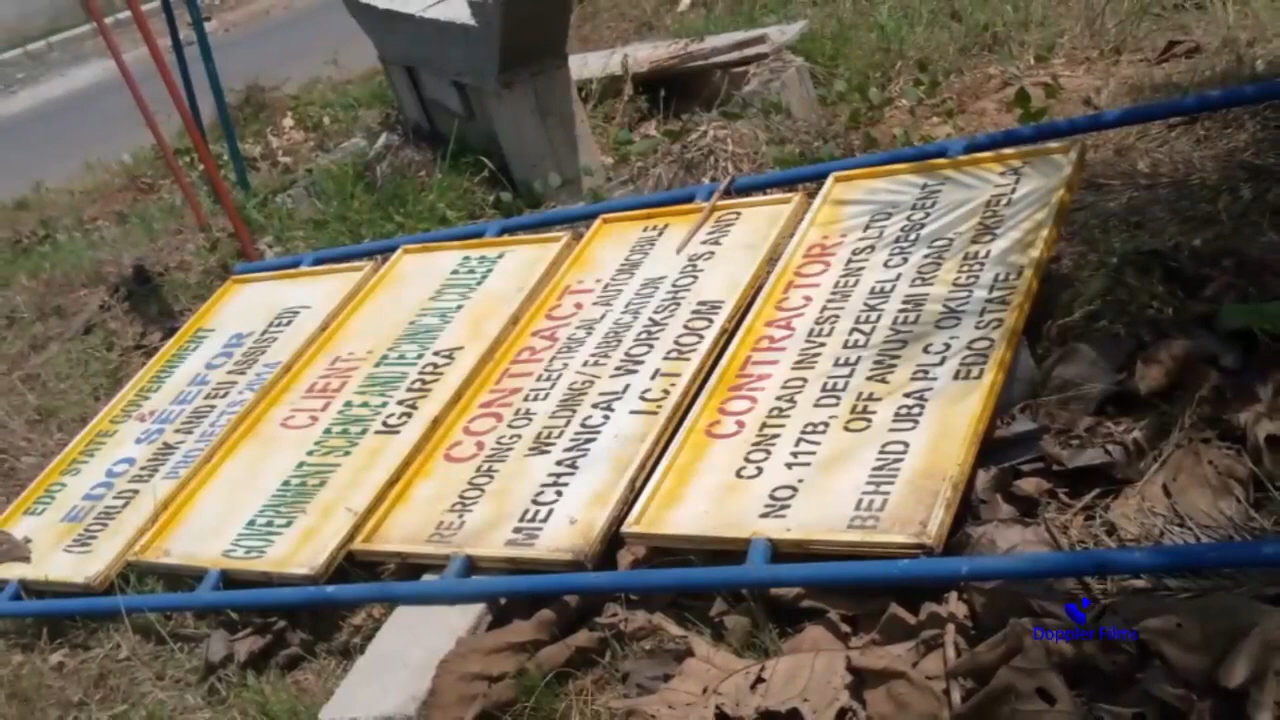 EDO STATE GOVERNMENT
&
EDO SEEFOR
(WORLD BANK AND EU ASSISTED)
PROJECTS 2014
CLIENT:
GOVERNMENT SCIENCE AND TECHNICAL COLLEGE
IGARRA
CONTRACT:
RE-ROOFING OF ELECTRICAL, AUTOMOBILE
WELDING/ FABRICATION
MECHANICAL WORKSHOPS AND
I.C.T ROOM
CONTRACTOR:
CONTRAD INVESTMENTS LTD.
NO. 117B, DELE EZEKIEL CRESCENT,
OFF AWUYEMI ROAD,
BEHIND UBA PLC, OKUGBE OKPELLA,
EDO STATE.
Doppler Films